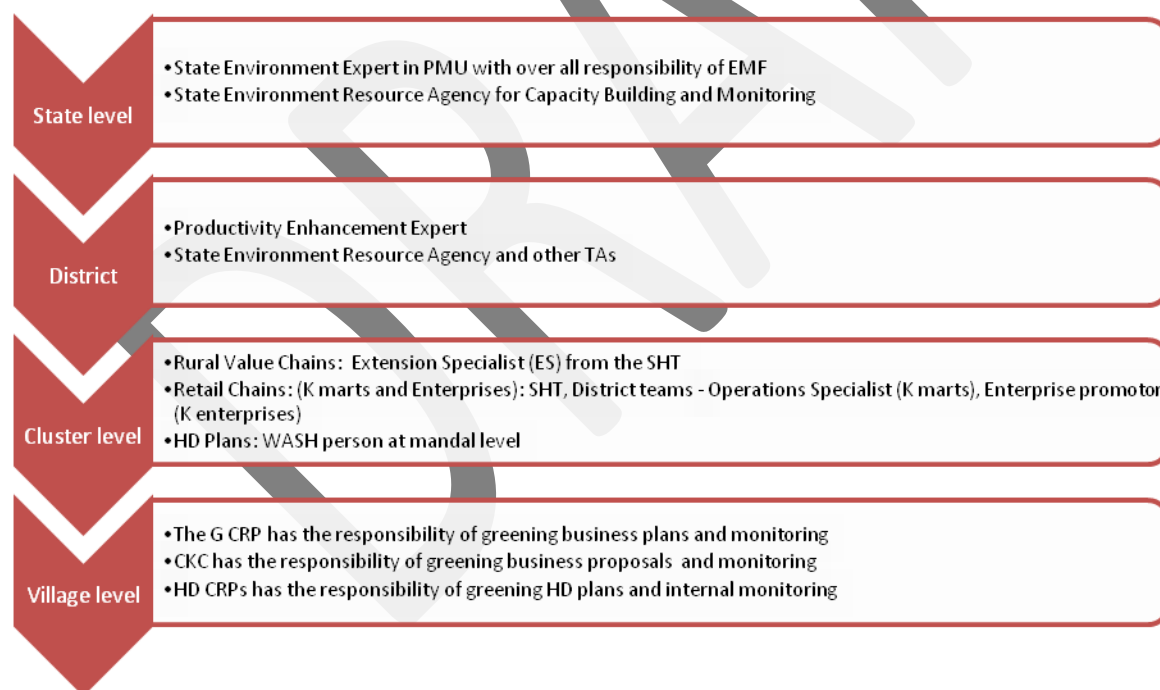 State level
•State Environment Expert in PMU with over all responsibility of EMF
•State Environment Resource Agency for Capacity Building and Monitoring
District
•Productivity Enhancement Expert
•State Environment Resource Agency and other TAs
Cluster level
•Rural Value Chains: Extension Specialist (ES) from the SHT
•Retail Chains: (K marts and Enterprises): SHT, District teams - Operations Specialist (K marts), Enterprise promotor
(K enterprises)
•HD Plans: WASH person at mandal level
Village level
•The G CRP has the responsibility of greening business plans and monitoring
•CKC has the responsibility of greening business proposals and monitoring
•HD CRPs has the responsibility of greening HD plans and internal monitoring